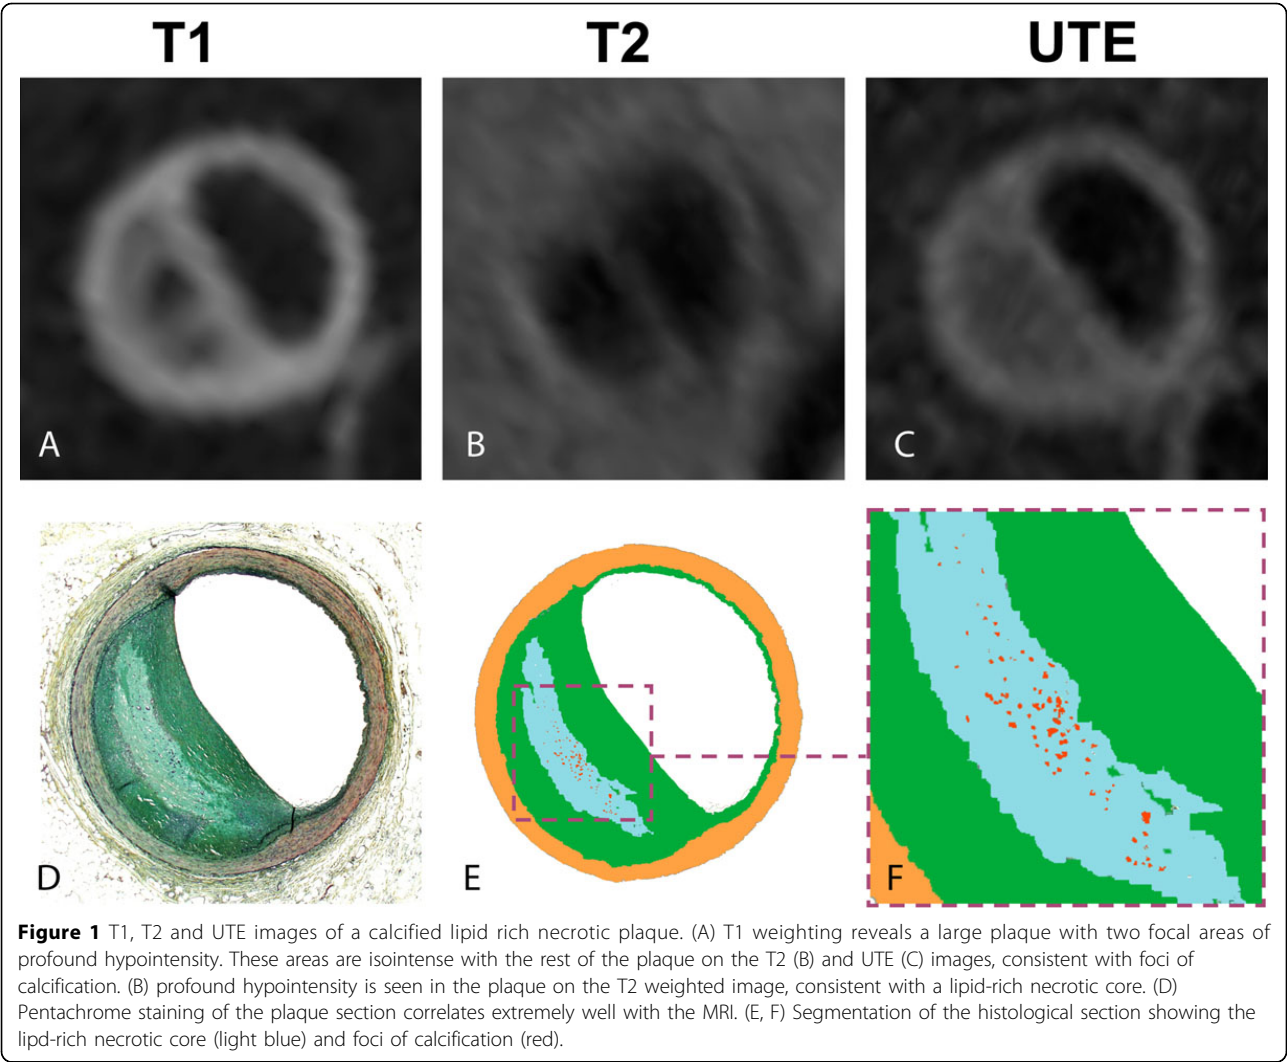 T1 T2 UTE
A B C
D E F
Figure 1 T1, T2 and UTE images of a calcified lipid rich necrotic plaque. (A) T1 weighting reveals a large plaque with two focal areas of
profound hypointensity. These areas are isointense with the rest of the plaque on the T2 (B) and UTE (C) images, consistent with foci of
calcification. (B) profound hypointensity is seen in the plaque on the T2 weighted image, consistent with a lipid-rich necrotic core. (D)
Pentachrome staining of the plaque section correlates extremely well with the MRI. (E, F) Segmentation of the histological section showing the
lipd-rich necrotic core (light blue) and foci of calcification (red).